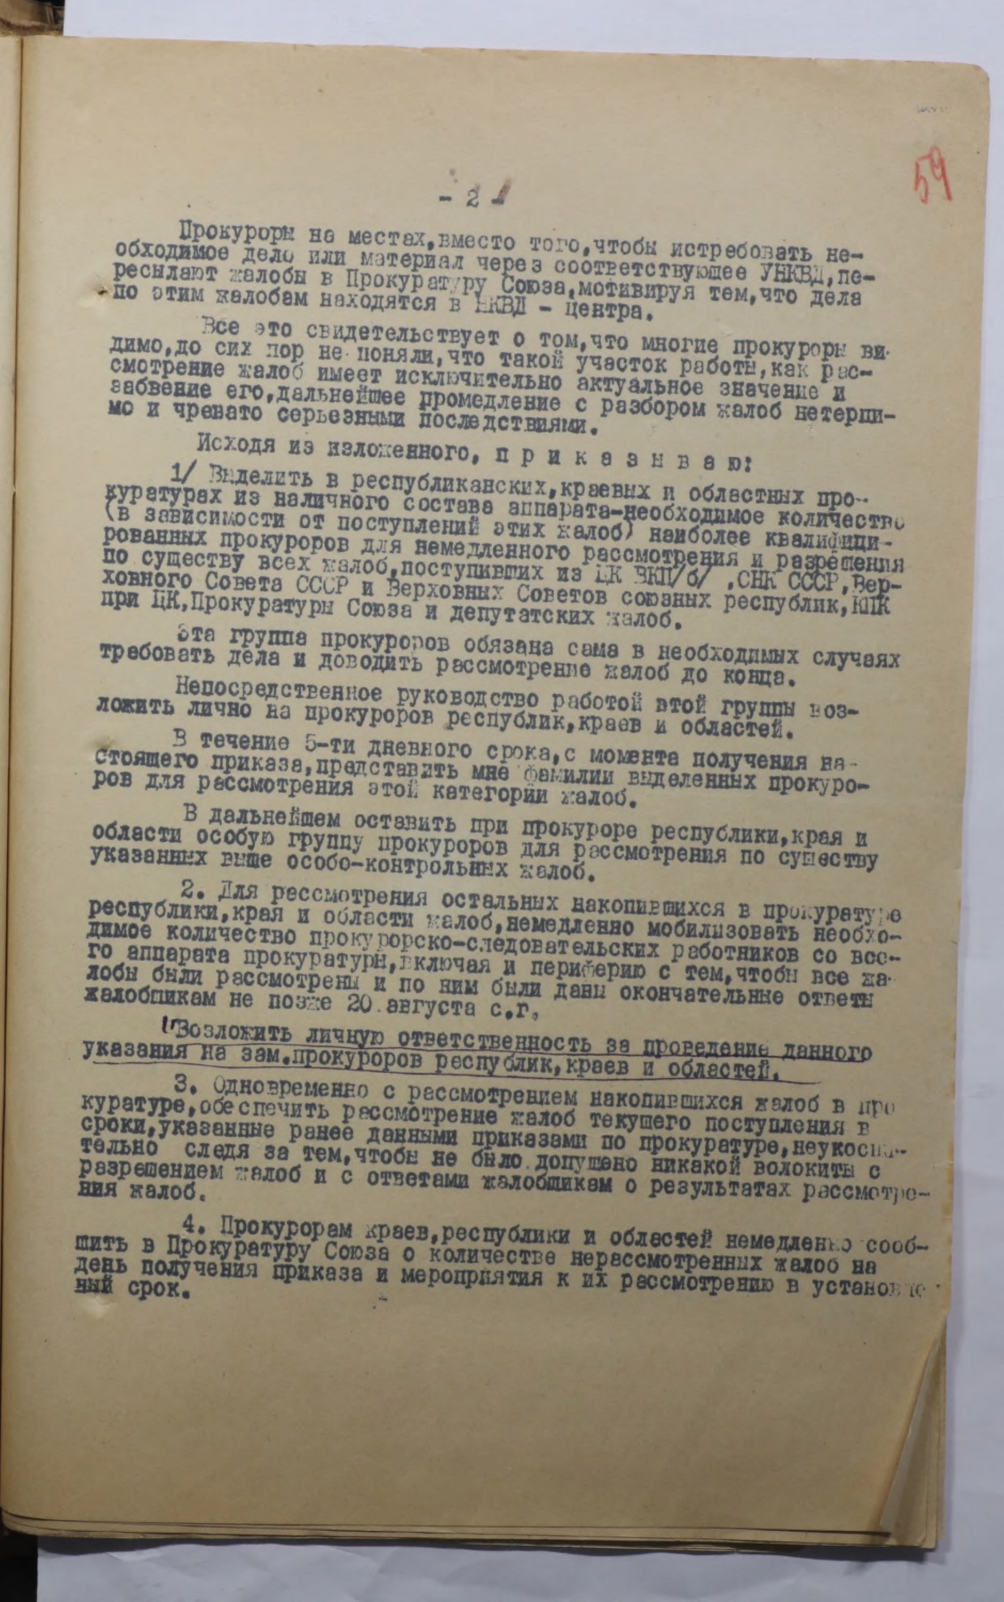 59
- 2 -
Прокуроры на местах,вместо того,чтобы истребовать не-
обходимое дело или материал через соответствующее УНКВД,пе-
ресылают жалобы в Прокуратуру Союза,мотивируя тем,что дела
по этим жалобам находятся в НКВД - центра.
Все это свидетельствует о том,что многие прокуроры ви-
димо,до сих пор не поняли,что такой участок работы,как рас-
смотрение жалоб имеет исключительно актуальное значение и
забвение его,дальнейшее промедление с разбором жалоб нетерпи-
мо и чревато серьезными последствиями.
Исходя из изложенного, п р и к а з ы в а ю:
1/ Выделить в республиканских,краевых и областных про-
куратурах из наличного состава аппарата-необходимое количество
(в зависимости от поступлений этих жалоб) наиболее квалифици-
рованных прокуроров для немедленного рассмотрения и разрешения
по существу всех жалоб,поступивших из ЦК ВКП/б/ ,СНК СССР,Вер-
ховного Совета СССР и Верховных Советов союзных республик,КПК
при ЦК,Прокуратуры Союза и депутатских жалоб.
Эта группа прокуроров обязана сама в необходимых случаях
требовать дела и доводить рассмотрение жалоб до конца.
Непосредственное руководство работой этой группы воз-
ложить лично на прокуроров республик,краев и областей.
В течение 5-ти дневного срока,с момента получения на-
стоящего приказа,представить мне фамилии выделенных прокуро-
ров для рассмотрения этой категории жалоб.
В дальнейшем оставить при прокуроре республики,края и
области особую группу прокуроров для рассмотрения по существу
указанных выше особо-контрольных жалоб.
2. Для рассмотрения остальных накопившихся в прокуратуре
республики,края и области жалоб,немедленно мобилизовать необхо-
димое количество прокурорско-следовательских работников со все-
го аппарата прокуратуры,включая и периферию с тем,чтобы все жа-
лобы были рассмотрены и по ним были даны окончательные ответы
жалобщикам не позже 20 августа с.г.
"Возложить личную ответственность за проведение данного
указания на зам.прокуроров республик,краев и областей.
3. Одновременно с рассмотрением накопившихся жалоб в про
куратуре,обеспечить рассмотрение жалоб текущего поступления в
сроки,указанные ранее данными приказами по прокуратуре,неукосни-
тельно следя за тем,чтобы не было допущено никакой волокиты с
разрешением жалоб и с ответами жалобщикам о результатах рассмотре-
ния жалоб.
4. Прокурорам краев,республики и областей немедленно сооб-
щить в Прокуратуру Союза о количестве нерассмотренных жалоб на
день получения приказа и мероприятия к их рассмотрению в установле
ный срок.